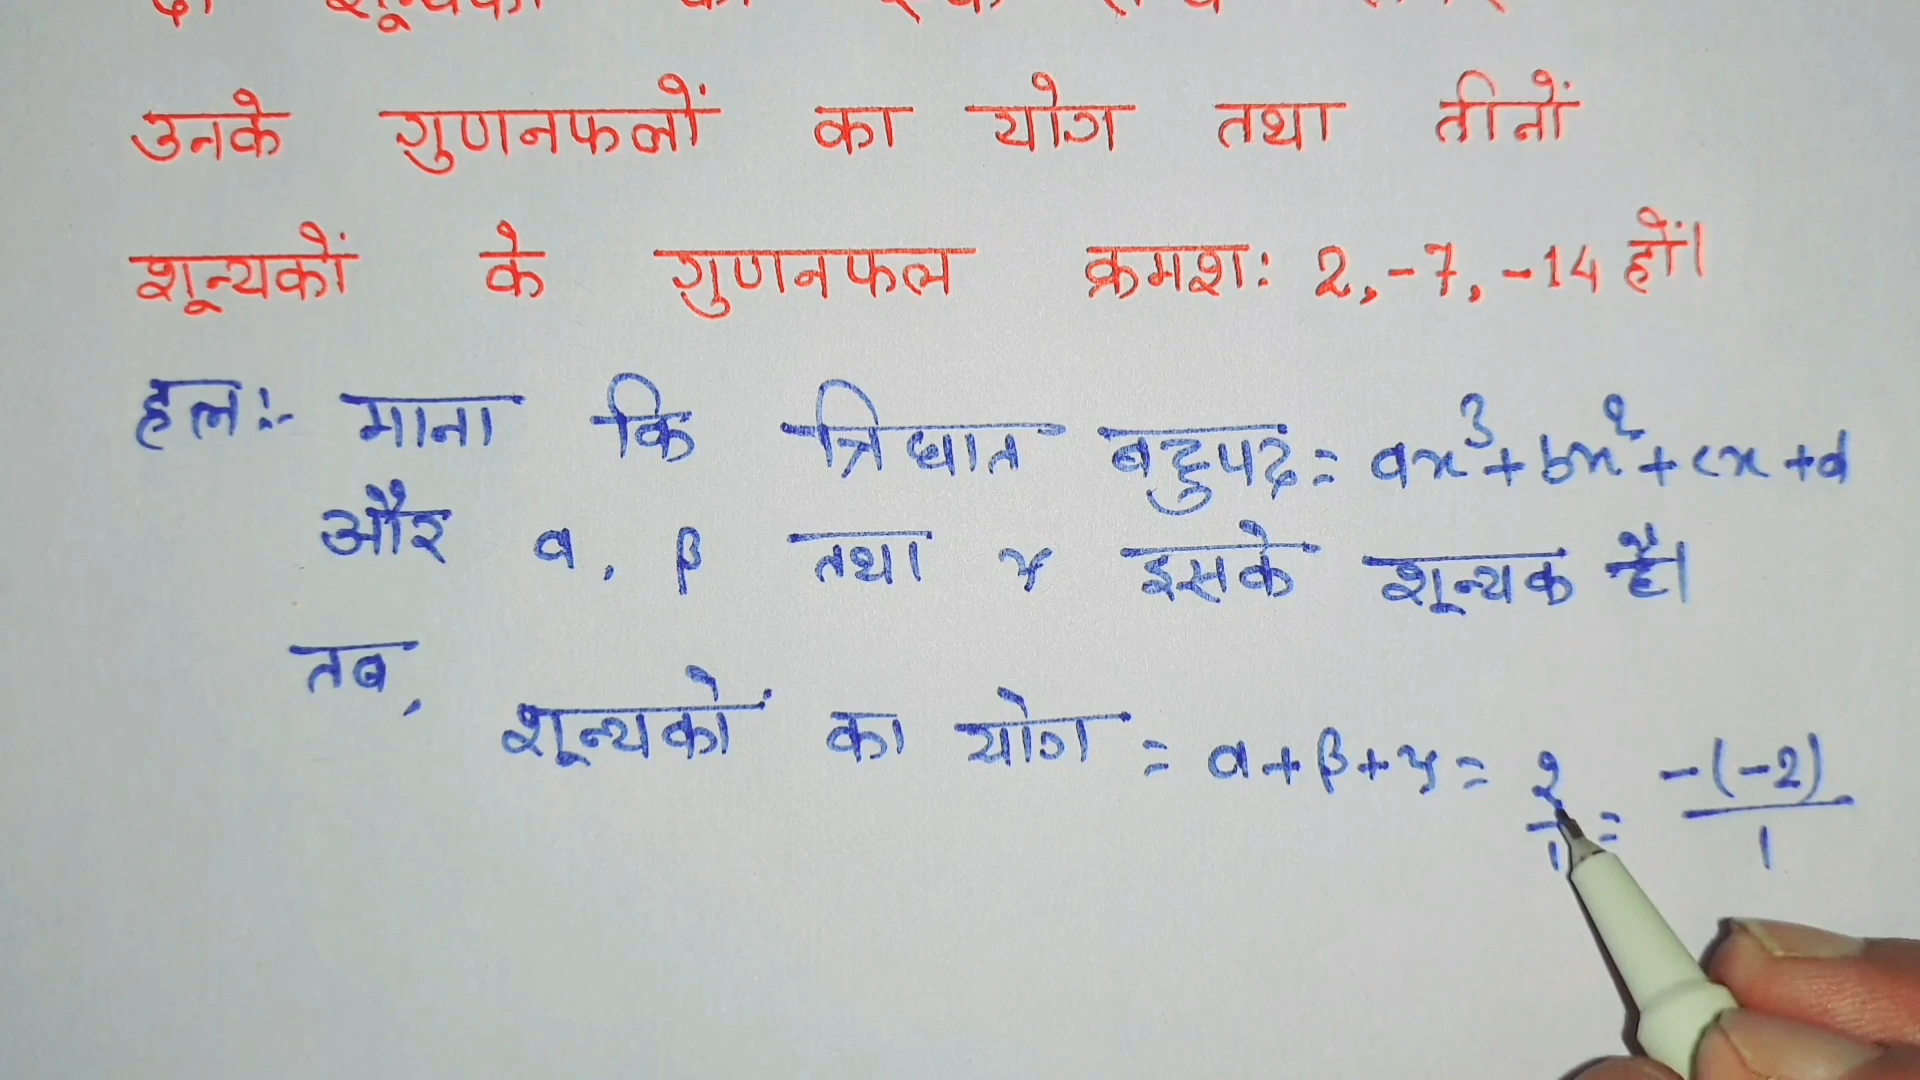 उनके गुणनफलों का योग तथा तीनों
शून्यकों के गुणनफल क्रमशः 2, -7, -14 हों।
हल:- माना कि त्रिघात बहुपद = ax³ + bx² + cx + d
और α, β तथा γ इसके शून्यक है।
तब,
शून्यकों का योग = α + β + γ = 2/1 = -(-2)/1